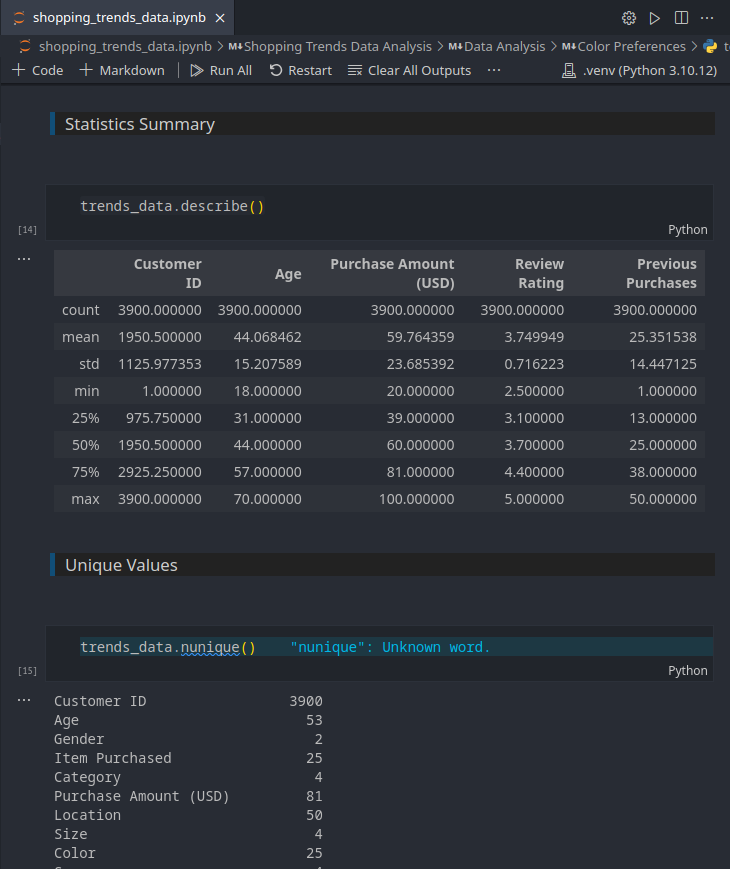 shopping_trends_data.ipynb
shopping_trends_data.ipynb > M↓Shopping Trends Data Analysis > M↓Data Analysis > M↓Color Preferences >
+ Code + Markdown | Run All Restart Clear All Outputs ... .venv (Python 3.10.12)
Statistics Summary
trends_data.describe()
[14] Python
Customer ID Age Purchase Amount (USD) Review Rating Previous Purchases
count 3900.000000 3900.000000 3900.000000 3900.000000 3900.000000
mean 1950.500000 44.068462 59.764359 3.749949 25.351538
std 1125.977353 15.207589 23.685392 0.716223 14.447125
min 1.000000 18.000000 20.000000 2.500000 1.000000
25% 975.750000 31.000000 39.000000 3.100000 13.000000
50% 1950.500000 44.000000 60.000000 3.700000 25.000000
75% 2925.250000 57.000000 81.000000 4.400000 38.000000
max 3900.000000 70.000000 100.000000 5.000000 50.000000
Unique Values
trends_data.nunique() "nunique": Unknown word.
[15] Python
Customer ID 3900
Age 53
Gender 2
Item Purchased 25
Category 4
Purchase Amount (USD) 81
Location 50
Size 4
Color 25